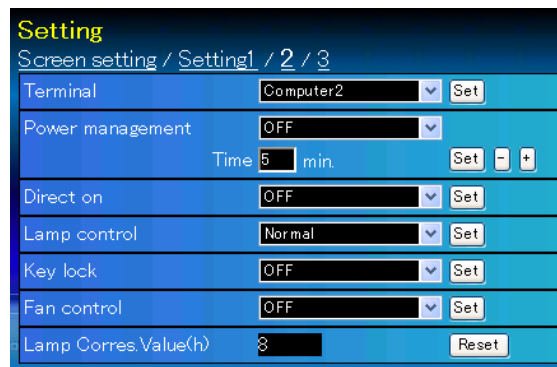 Setting
Screen setting / Setting1 / 2 / 3
Terminal Computer2 Set
Power management OFF
Time 5 min. Set - +
Direct on OFF Set
Lamp control Normal Set
Key lock OFF Set
Fan control OFF Set
Lamp Corres.Value(h) 8 Reset